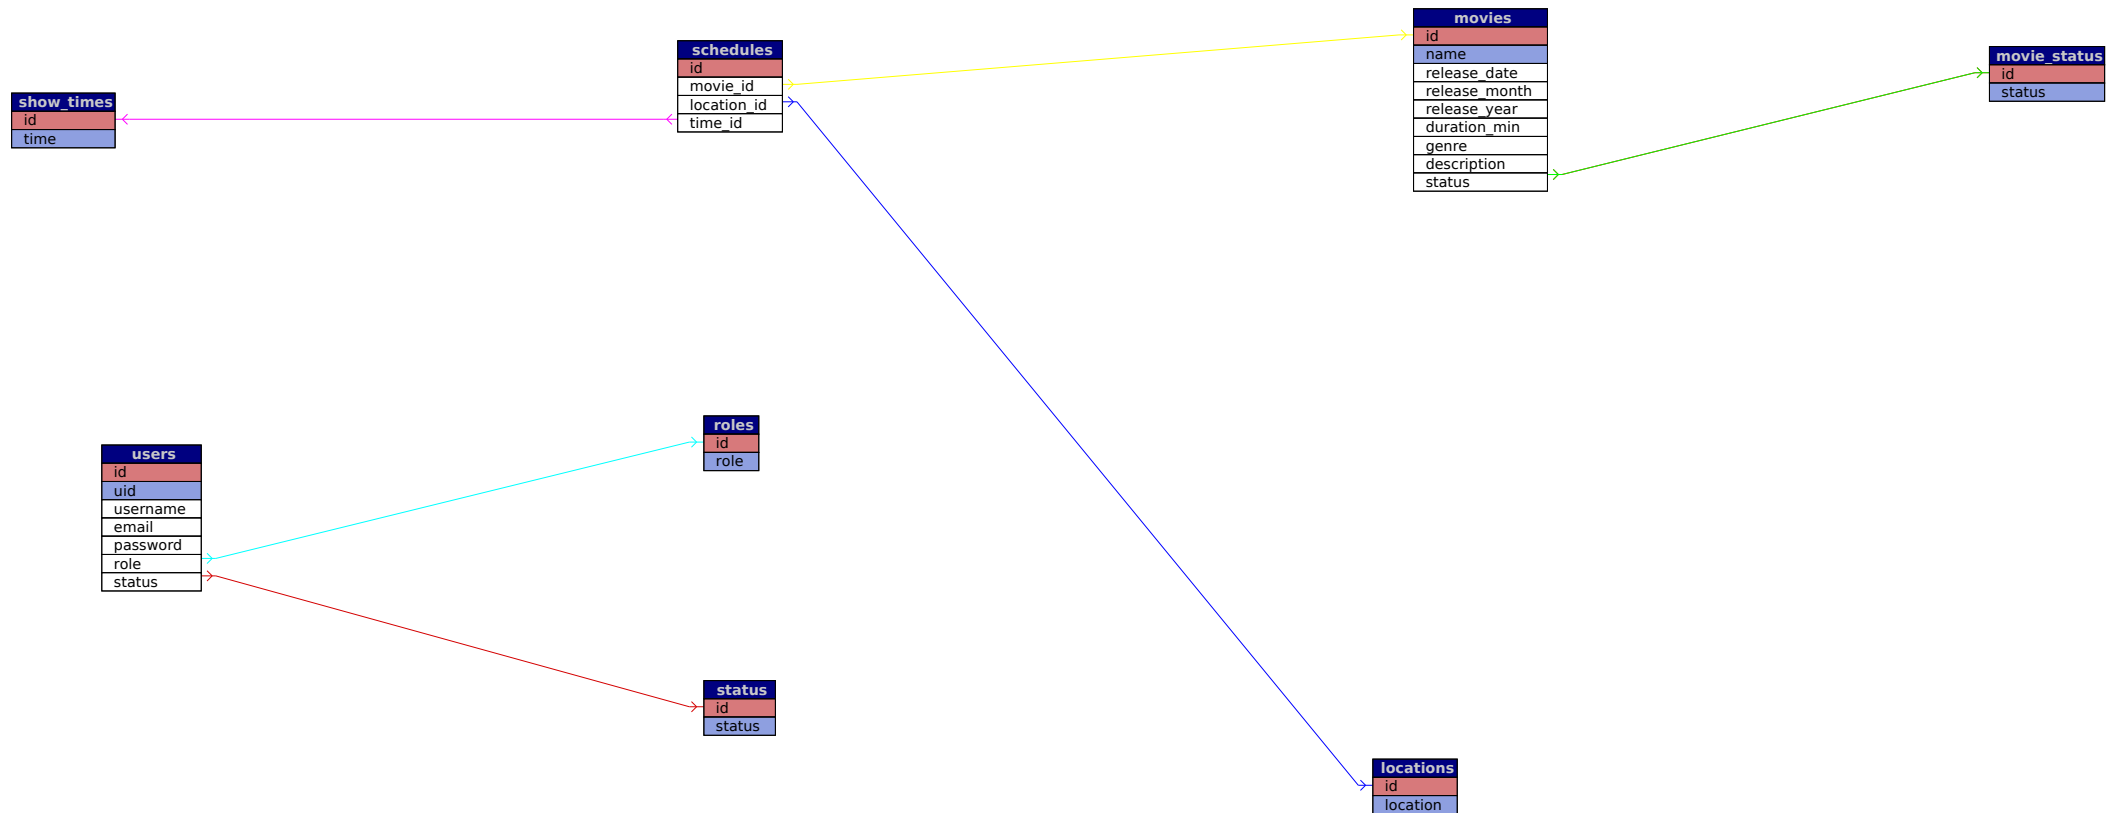 show_times
id
time
schedules
id
movie_id
location_id
time_id
movies
id
name
release_date
release_month
release_year
duration_min
genre
description
status
movie_status
id
status
users
id
uid
username
email
password
role
status
roles
id
role
status
id
status
locations
id
location